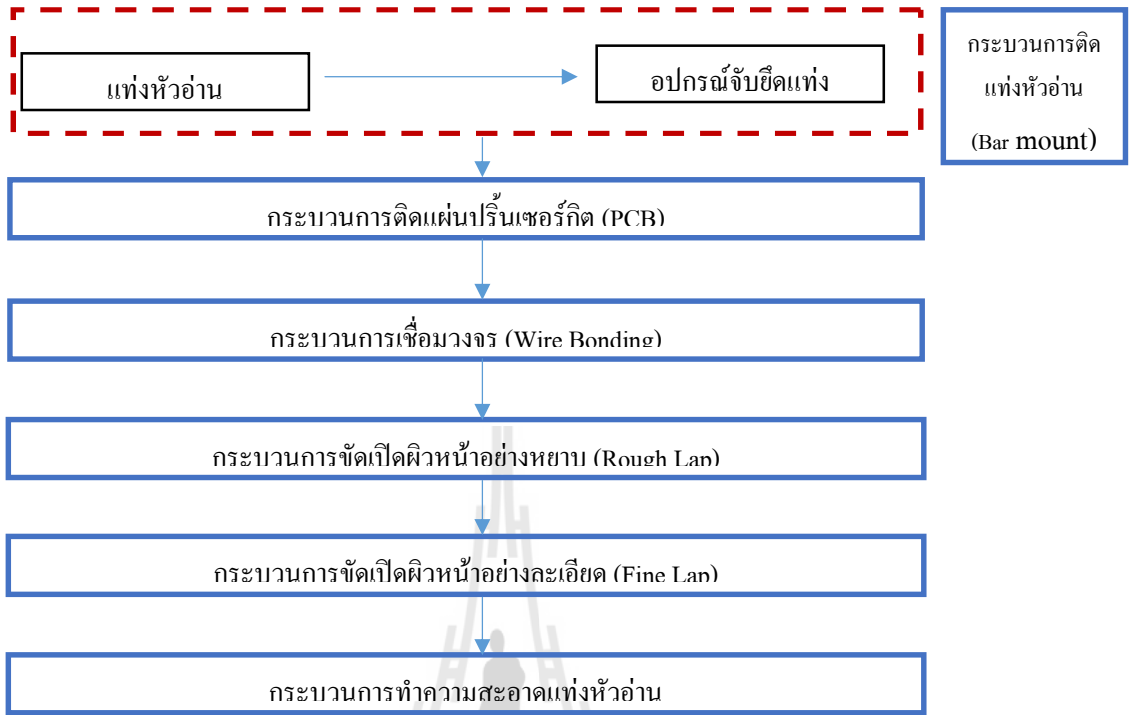 แท่งหัวอ่าน
อุปกรณ์จับยึดแท่ง
กระบวนการติด
แท่งหัวอ่าน
(Bar mount)
กระบวนการติดแผ่นปริ้นเซอร์กิต (PCB)
กระบวนการเชื่อมวงจร (Wire Bonding)
กระบวนการขัดเปิดผิวหน้าอย่างหยาบ (Rough Lap)
กระบวนการขัดเปิดผิวหน้าอย่างละเอียด (Fine Lap)
กระบวนการทำความสะอาดแท่งหัวอ่าน